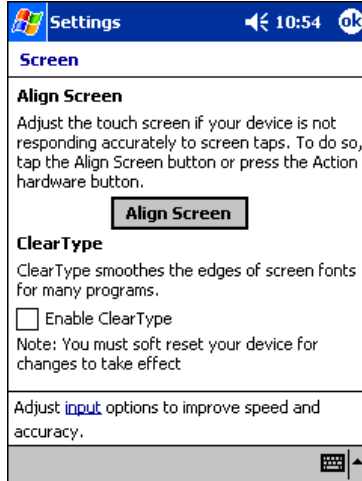 Settings 10:54 ok
Screen
Align Screen
Adjust the touch screen if your device is not
responding accurately to screen taps. To do so,
tap the Align Screen button or press the Action
hardware button.
Align Screen
ClearType
ClearType smoothes the edges of screen fonts
for many programs.
Enable ClearType
Note: You must soft reset your device for
changes to take effect
Adjust input options to improve speed and
accuracy.